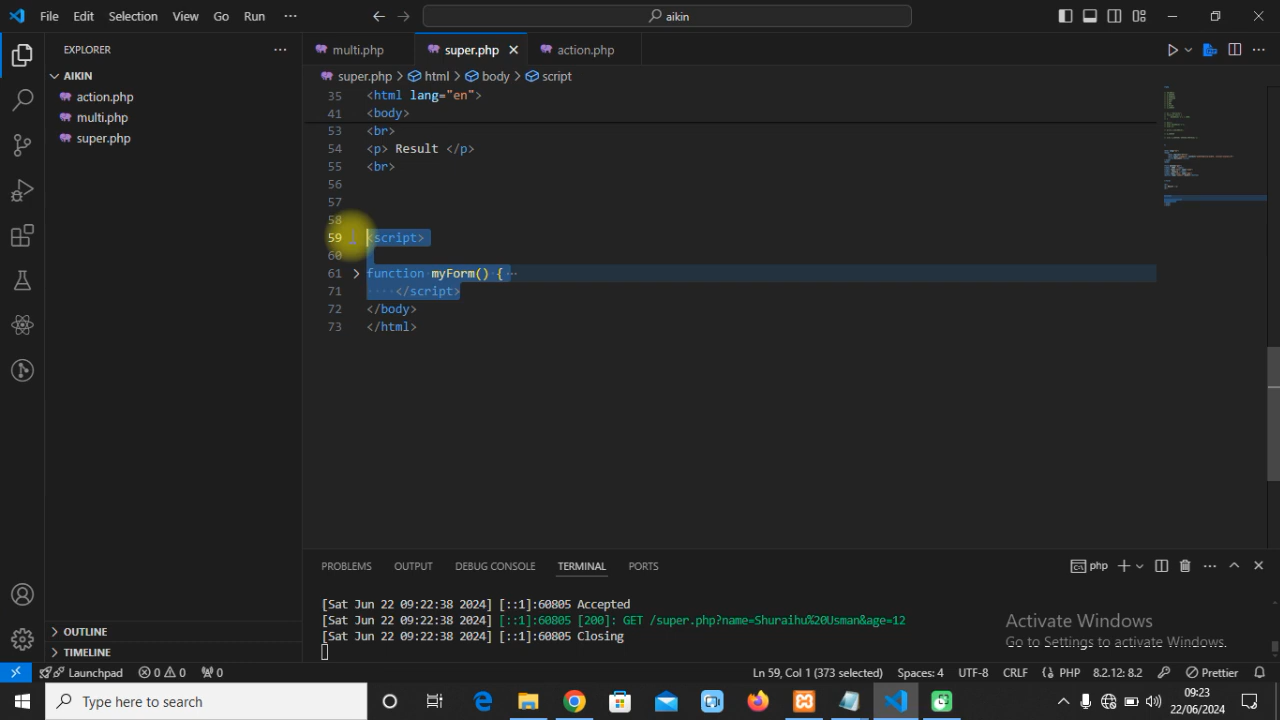 File Edit Selection View Go Run ···
aikin
EXPLORER ···
multi.php super.php action.php
AIKIN
super.php > html > body > script
action.php
multi.php
super.php
35 <html lang="en">
41 <body>
53 <br>
54 <p> Result </p>
55 <br>
56
57
58
59 <script>
60
61 function myForm() { ···
71 </script>
72 </body>
73 </html>
PROBLEMS OUTPUT DEBUG CONSOLE TERMINAL PORTS
php
[Sat Jun 22 09:22:38 2024] [::1]:60805 Accepted
[Sat Jun 22 09:22:38 2024] [::1]:60805 [200]: GET /super.php?name=Shuraihu%20Usman&age=12
[Sat Jun 22 09:22:38 2024] [::1]:60805 Closing
Activate Windows
Go to Settings to activate Windows.
OUTLINE
TIMELINE
Launchpad 0 0 0 Ln 59, Col 1 (373 selected) Spaces: 4 UTF-8 CRLF PHP 8.2.12: 8.2 Prettier
Type here to search
09:23
22/06/2024